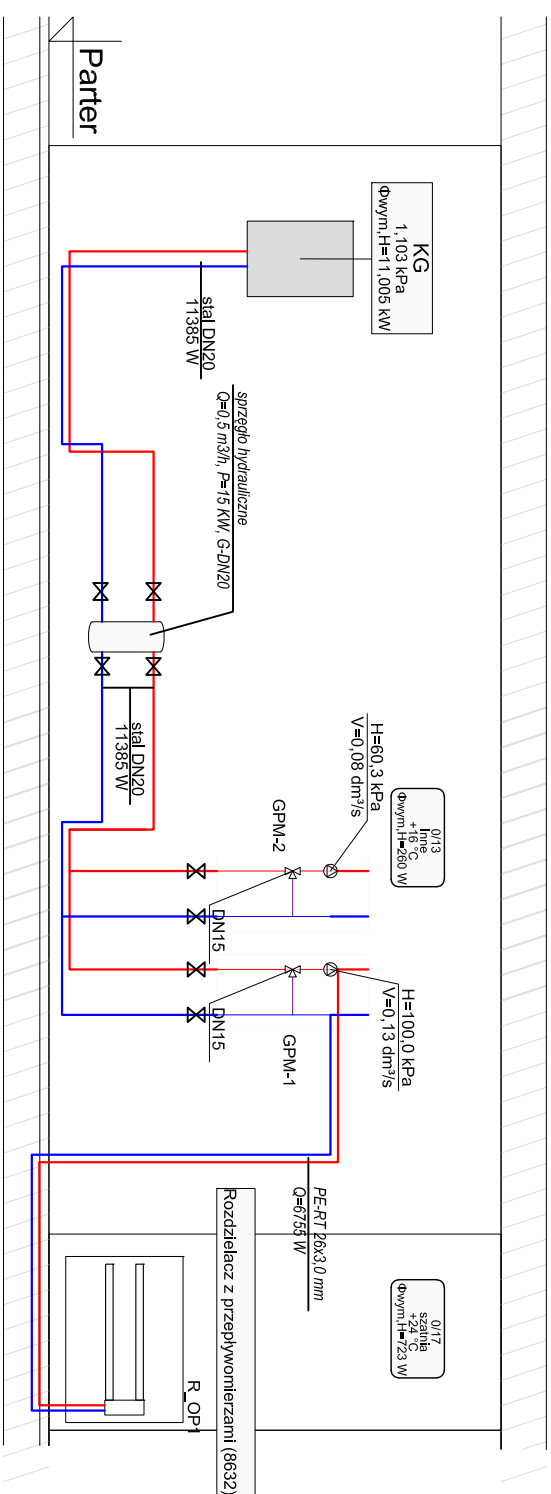 Parter
KG
1,103 kPa
Φwym,H=11,005 kW
stal DN20
11385 W
sprzęgło hydrauliczne
Q=0,5 m3/h, P=15 KW, G-DN20
stal DN20
11385 W
H=60,3 kPa
V=0,08 dm³/s
0/13
Inne
+16 °C
Φwym,H=260 W
GPM-2
DN15
H=100,0 kPa
V=0,13 dm³/s
GPM-1
DN15
PE-RT 26x3,0 mm
Q=6755 W
0/17
szatnia
+24 °C
Φwym,H=723 W
Rozdzielacz z przepływomierzami (8632)
R_OP1